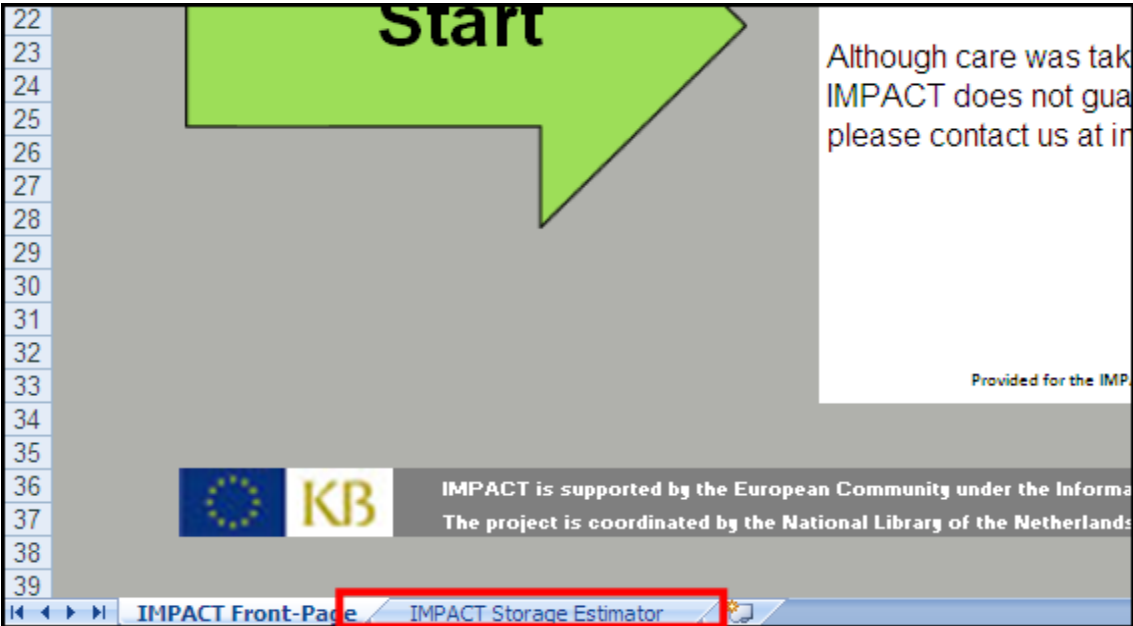 22
Start
23
Although care was tak
24
IMPACT does not gua
25
please contact us at in
26
27
28
29
30
31
32
33
Provided for the IMP
34
35
36
KB
IMPACT is supported by the European Community under the Informa
37
The project is coordinated by the National Library of the Netherlands
38
39
IMPACT Front-Page
IMPACT Storage Estimator